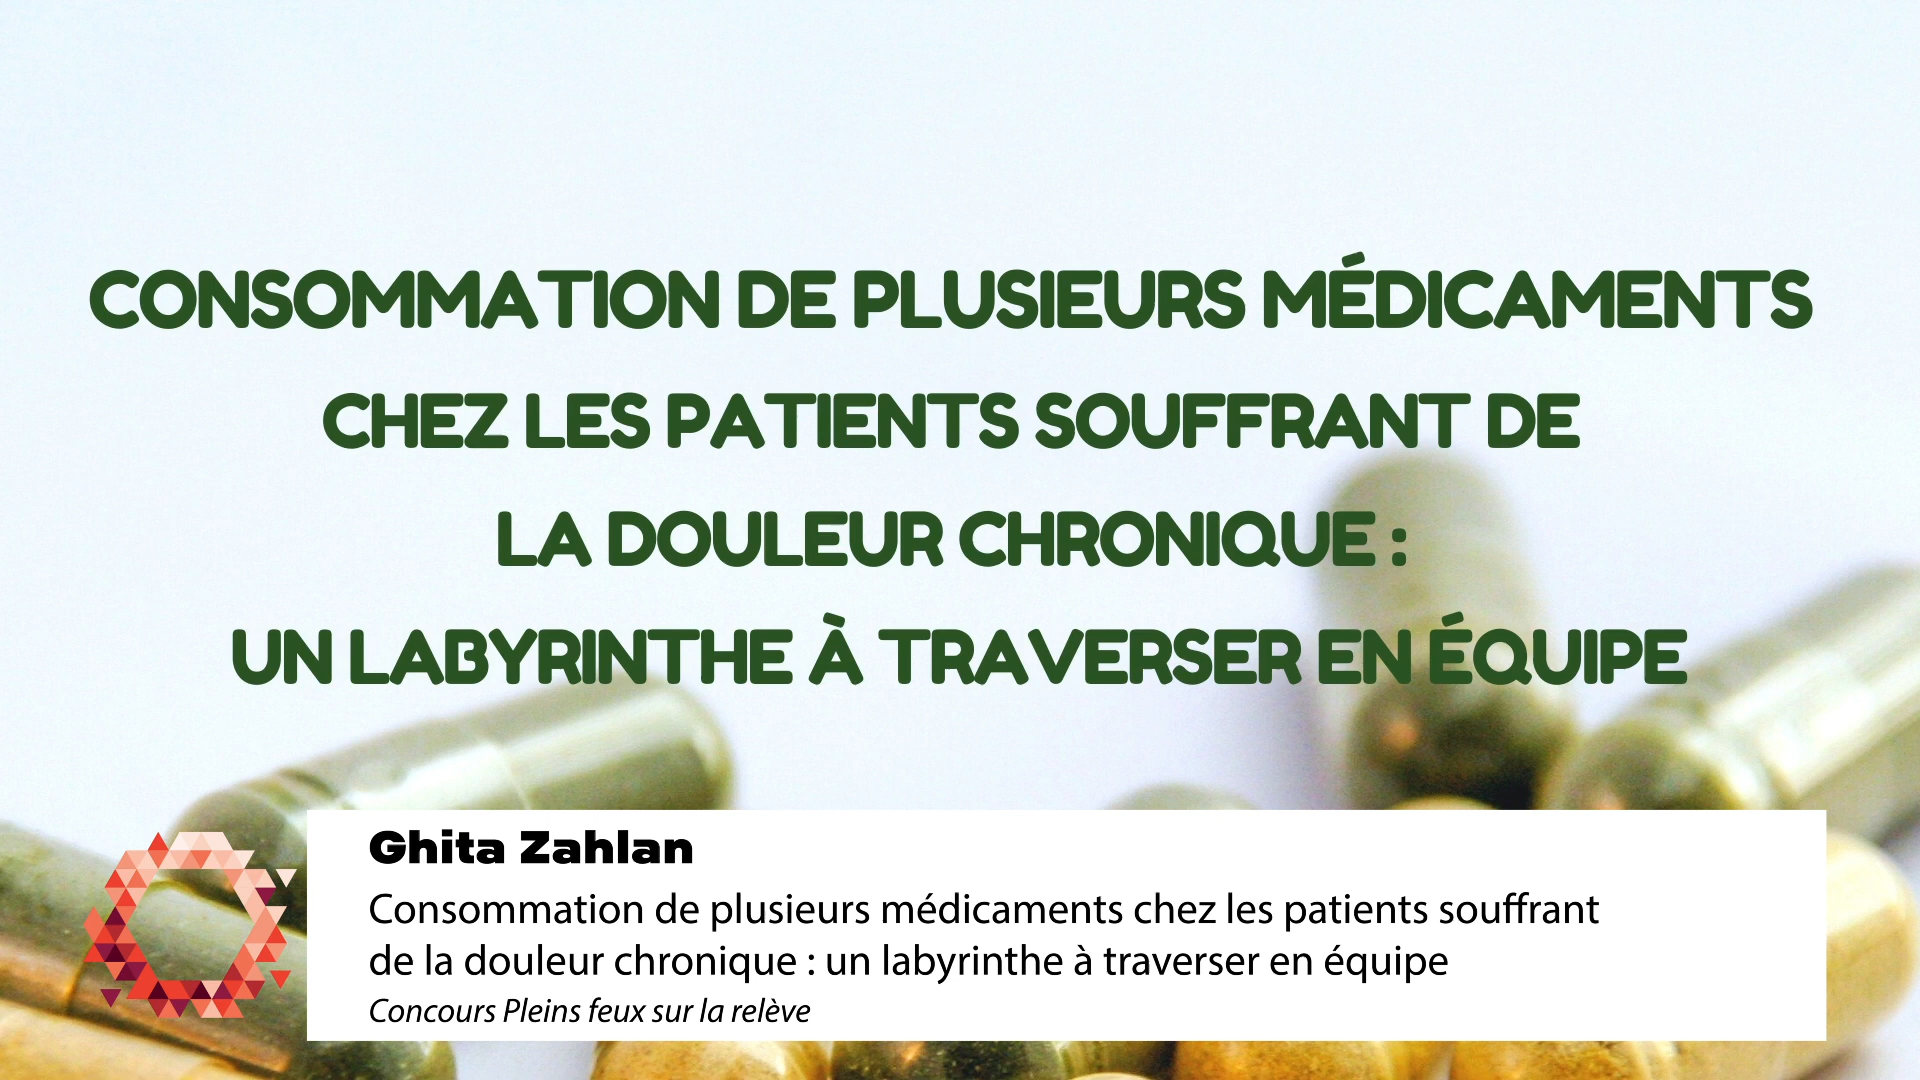 CONSOMMATION DE PLUSIEURS MÉDICAMENTS
CHEZ LES PATIENTS SOUFFRANT DE
LA DOULEUR CHRONIQUE :
UN LABYRINTHE À TRAVERSER EN ÉQUIPE
Ghita Zahlan
Consommation de plusieurs médicaments chez les patients souffrant
de la douleur chronique : un labyrinthe à traverser en équipe
Concours Pleins feux sur la relève